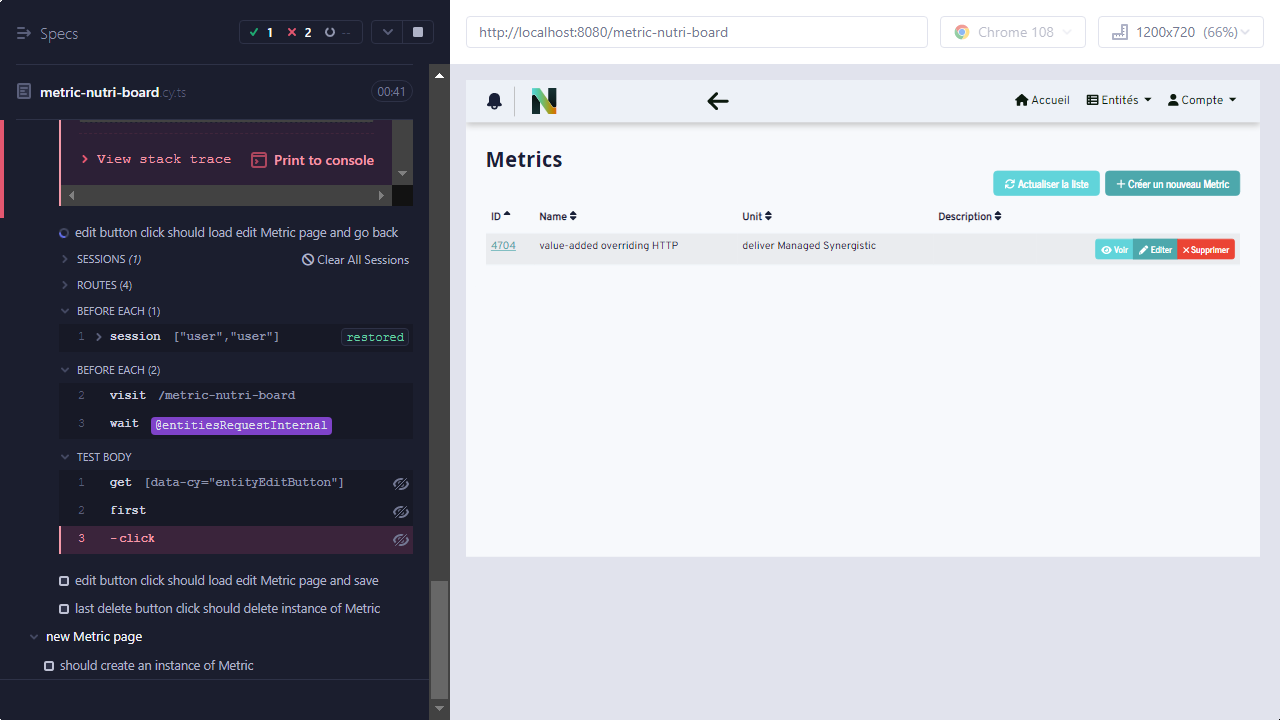 Specs
1
2
--
metric-nutri-board.cy.ts
00:41
View stack trace
Print to console
edit button click should load edit Metric page and go back
SESSIONS (1)
Clear All Sessions
ROUTES (4)
BEFORE EACH (1)
1 session ["user","user"] restored
BEFORE EACH (2)
2 visit /metric-nutri-board
3 wait @entitiesRequestInternal
TEST BODY
1 get [data-cy="entityEditButton"]
2 first
3 -click
edit button click should load edit Metric page and save
last delete button click should delete instance of Metric
new Metric page
should create an instance of Metric
http://localhost:8080/metric-nutri-board
Chrome 108
1200x720 (66%)
N
Accueil
Entités
Compte
Metrics
Actualiser la liste
Créer un nouveau Metric
ID Name Unit Description
4704 value-added overriding HTTP deliver Managed Synergistic
Voir
Editer
Supprimer